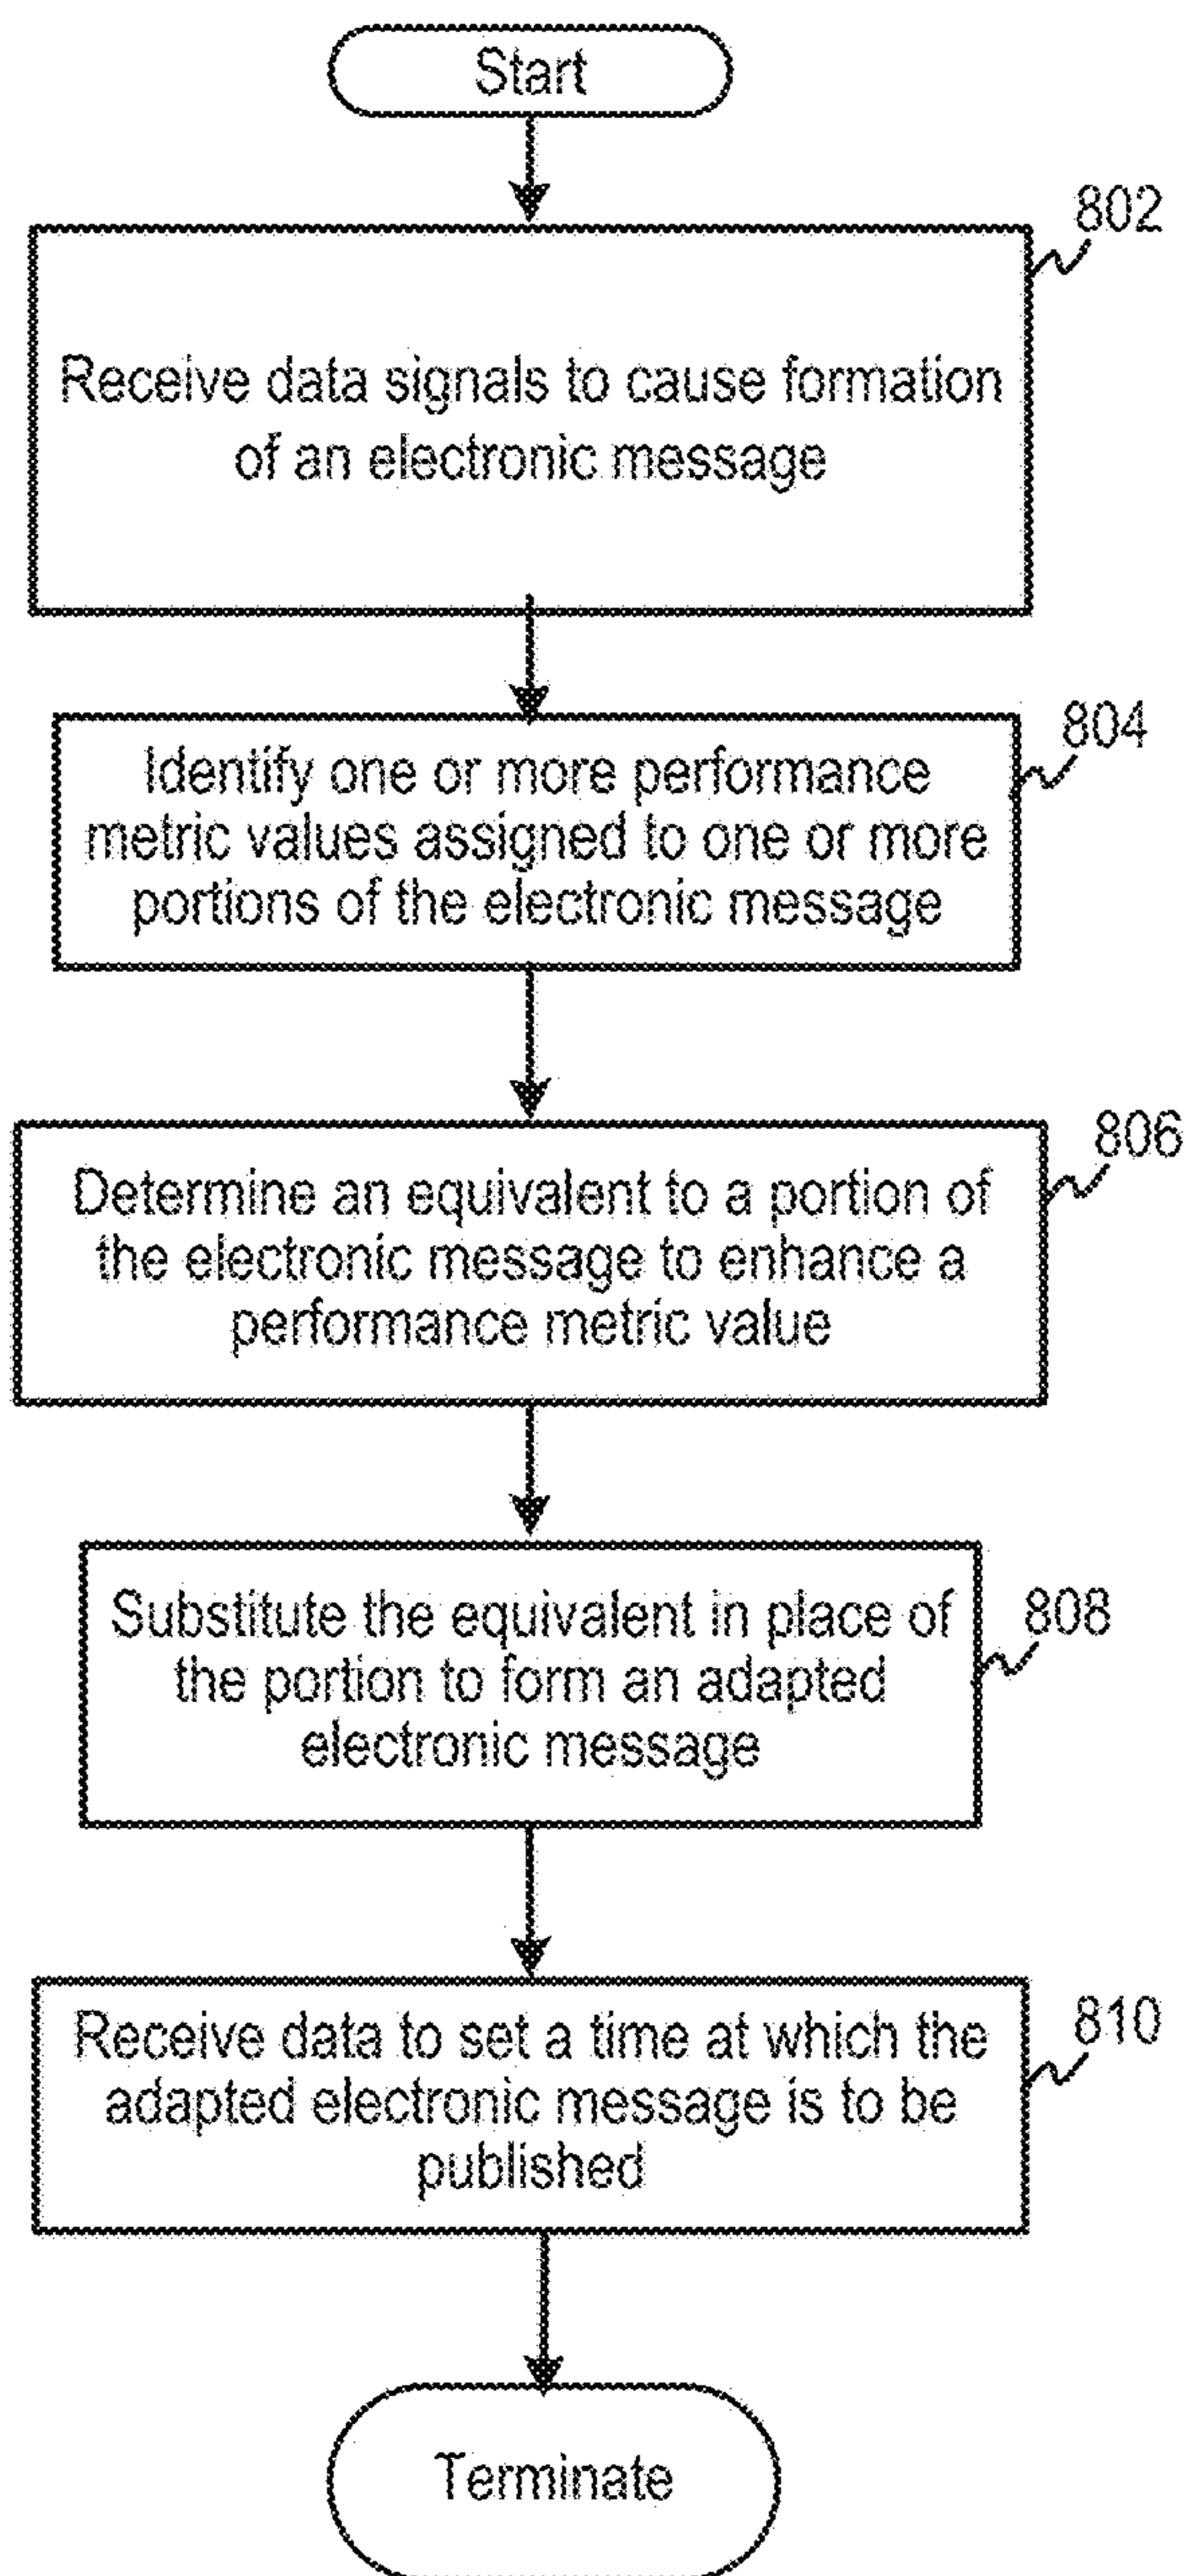 Start
802
Receive data signals to cause formation
of an electronic message
804
Identify one or more performance
metric values assigned to one or more
portions of the electronic message
806
Determine an equivalent to a portion of
the electronic message to enhance a
performance metric value
808
Substitute the equivalent in place of
the portion to form an adapted
electronic message
810
Receive data to set a time at which the
adapted electronic message is to be
published
Terminate